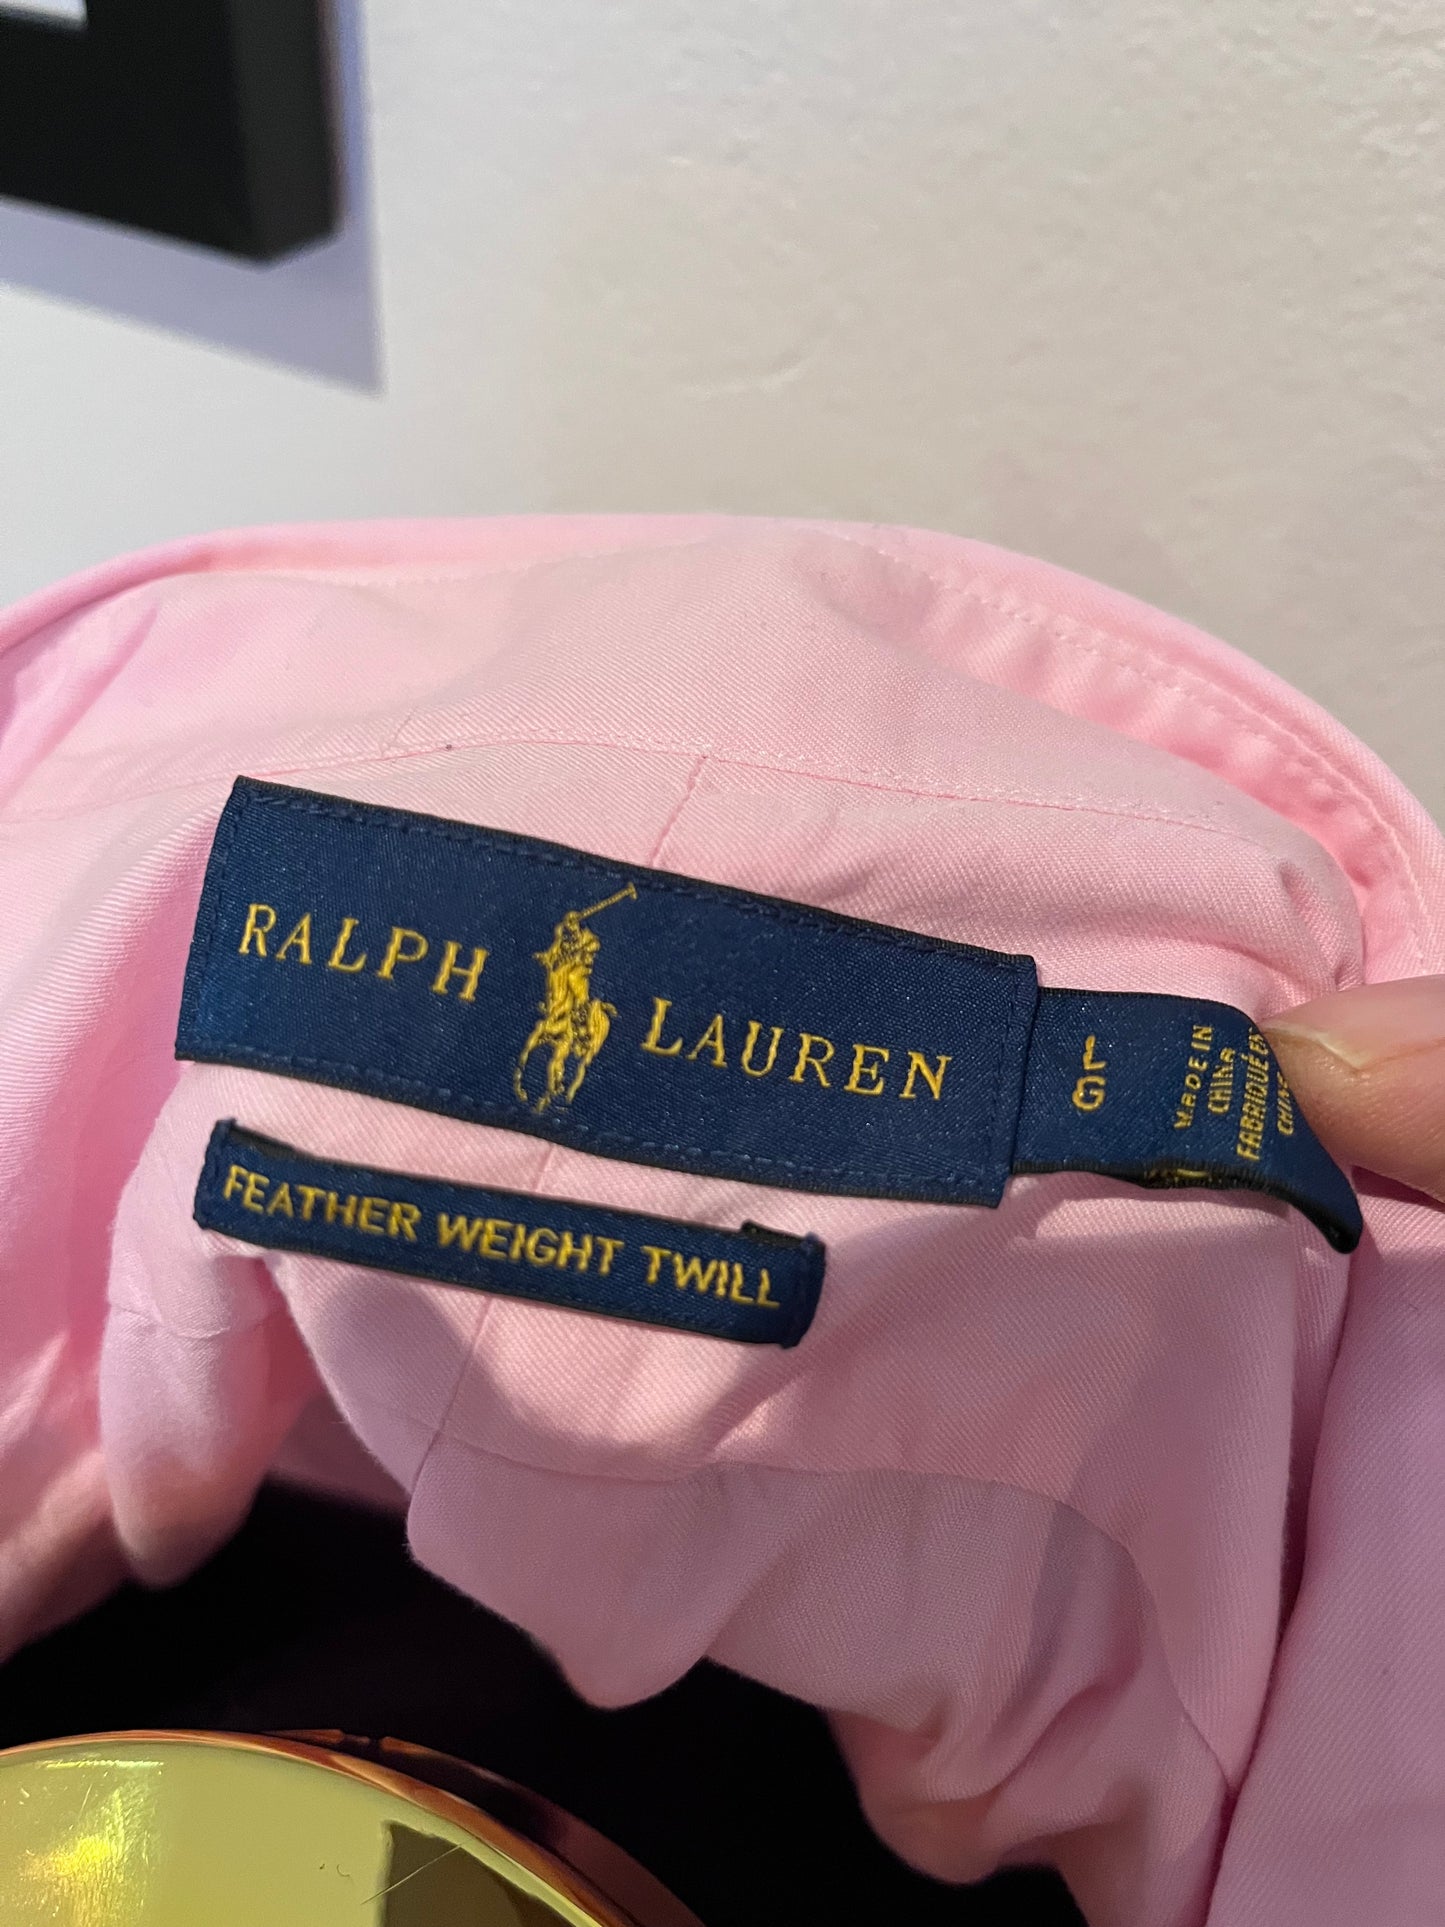 RALPH LAUREN
L
G
MADE IN
CHINA
FABRIQUÉ EN
CHINE
FEATHER WEIGHT TWILL